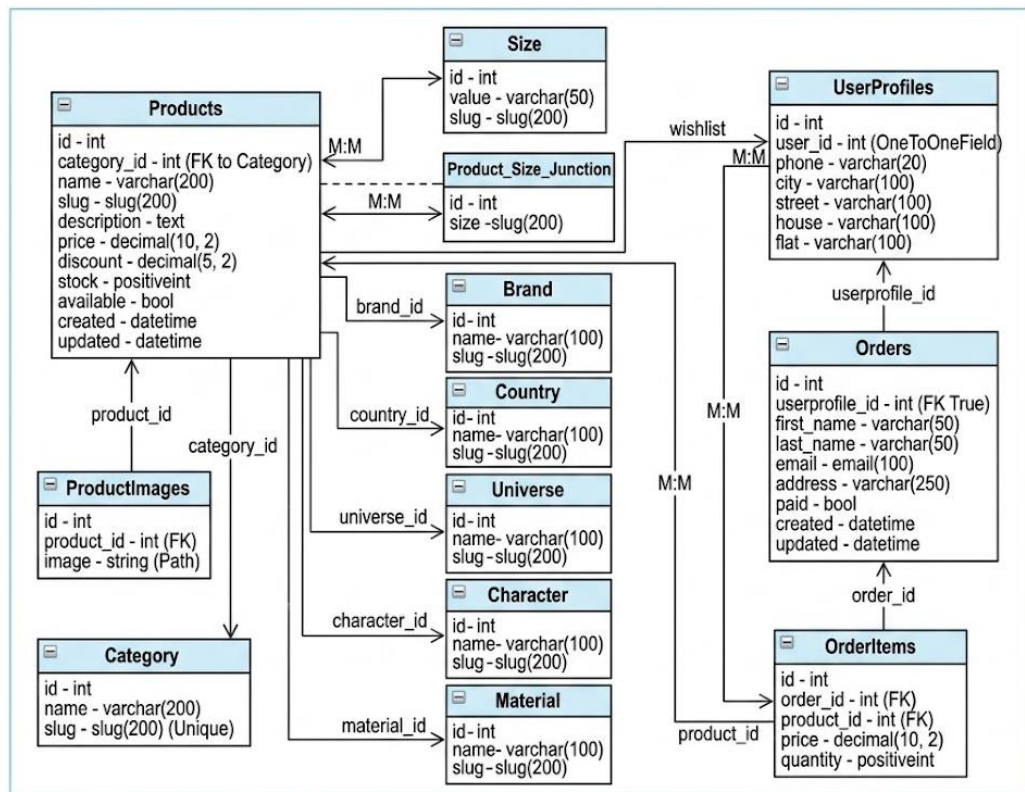 Size
id - int
value - varchar(50)
slug - slug(200)
Products
id - int
category_id - int (FK to Category)
name - varchar(200)
slug - slug(200)
description - text
price - decimal(10, 2)
discount - decimal(5, 2)
stock - positiveint
available - bool
created - datetime
updated - datetime
M:M
Product_Size_Junction
id - int
size -slug(200)
M:M
wishlist
UserProfiles
id - int
user_id - int (OneToOneField)
phone - varchar(20)
city - varchar(100)
street - varchar(100)
house - varchar(100)
flat - varchar(100)
M:M
brand_id
Brand
id- int
name- varchar(100)
slug -slug(200)
userprofile_id
Orders
id - int
userprofile_id - int (FK True)
first_name - varchar(50)
last_name - varchar(50)
email - email(100)
address - varchar(250)
paid - bool
created - datetime
updated - datetime
country_id
Country
id- int
name- varchar(100)
slug -slug(200)
product_id
category_id
M:M
M:M
ProductImages
id - int
product_id - int (FK)
image - string (Path)
universe_id
Universe
id- int
name- varchar(100)
slug -slug(200)
character_id
Character
id- int
name- varchar(100)
slug -slug(200)
order_id
Category
id - int
name - varchar(200)
slug - slug(200) (Unique)
material_id
Material
id- int
name- varchar(100)
slug -slug(200)
product_id
OrderItems
id - int
order_id - int (FK)
product_id - int (FK)
price - decimal(10, 2)
quantity - positiveint